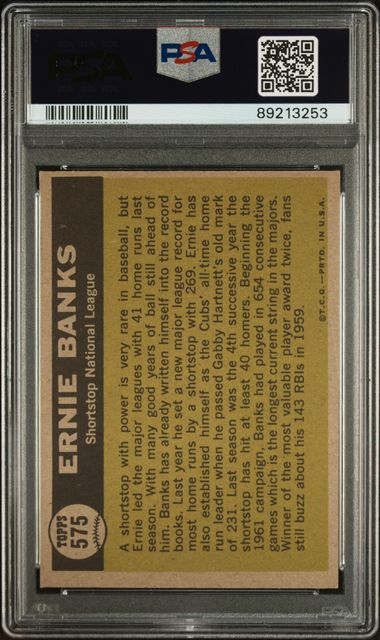 PSA
PSA
89213253
TOPPS
575
ERNIE BANKS
Shortstop National League
A shortstop with power is very rare in baseball, but
Ernie led the major leagues with 41 home runs last
season. With many good years of ball still ahead of
him. Banks has already written himself into the record
books. Last year he set a new major league record for
most home runs by a shortstop with 269. Ernie has
also established himself as the Cubs' all-time home
run leader when he passed Gabby Hartnett's old mark
of 231. Last season was the 4th successive year the
shortstop has hit at least 40 homers. Beginning the
1961 campaign, Banks had played in 654 consecutive
games which is the longest current string in the majors.
Winner of the most valuable player award twice, fans
still buzz about his 143 RBIs in 1959.
©T.C.G.—PRTD. IN U.S.A.